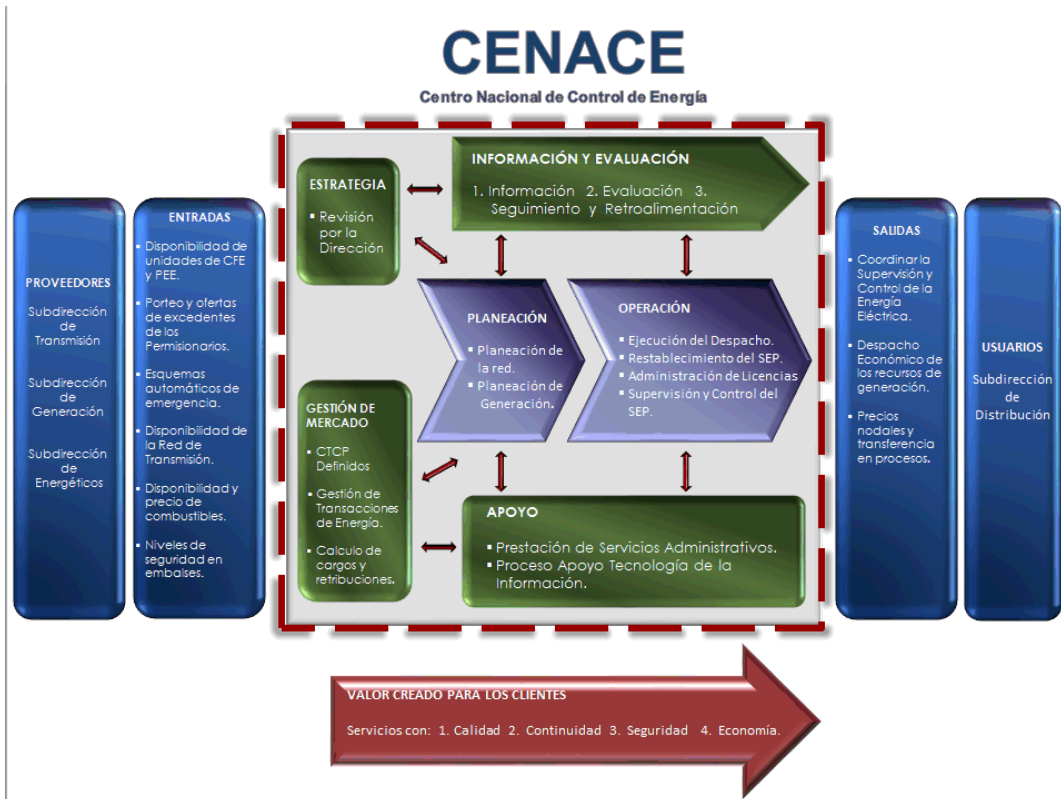 CENACE
Centro Nacional de Control de Energía
PROVEEDORES
Subdirección
de
Transmisión
Subdirección
de
Generación
Subdirección
de
Energéticos
ENTRADAS
▪ Disponibilidad de
unidades de CFE
y PEE.
▪ Porteo y ofertas
de excedentes
de los
Permisionarios.
▪ Esquemas
automáticos de
emergencia.
▪ Disponibilidad de
la Red de
Transmisión.
▪ Disponibilidad y
precio de
combustibles.
▪ Niveles de
seguridad en
embalses.
ESTRATEGIA
▪ Revisión
por la
Dirección
INFORMACIÓN Y EVALUACIÓN
1. Información 2. Evaluación 3.
Seguimiento y Retroalimentación
PLANEACIÓN
▪ Planeación de
la red.
▪ Planeación de
Generación.
OPERACIÓN
▪ Ejecución del Despacho.
▪ Restablecimiento del SEP.
▪ Administración de Licencias
▪ Supervisión y Control del
SEP.
GESTIÓN DE
MERCADO
▪ CTCP
Definidos
▪ Gestión de
Transacciones
de Energía.
▪ Calculo de
cargos y
retribuciones.
APOYO
▪ Prestación de Servicios Administrativos.
▪ Proceso Apoyo Tecnología de la
Información.
SALIDAS
▪ Coordinar la
Supervisión y
Control de la
Energía
Eléctrica.
▪ Despacho
Económico de
los recursos de
generación.
▪ Precios
nodales y
transferencia
en procesos.
USUARIOS
Subdirección
de
Distribución
VALOR CREADO PARA LOS CLIENTES
Servicios con: 1. Calidad 2. Continuidad 3. Seguridad 4. Economía.